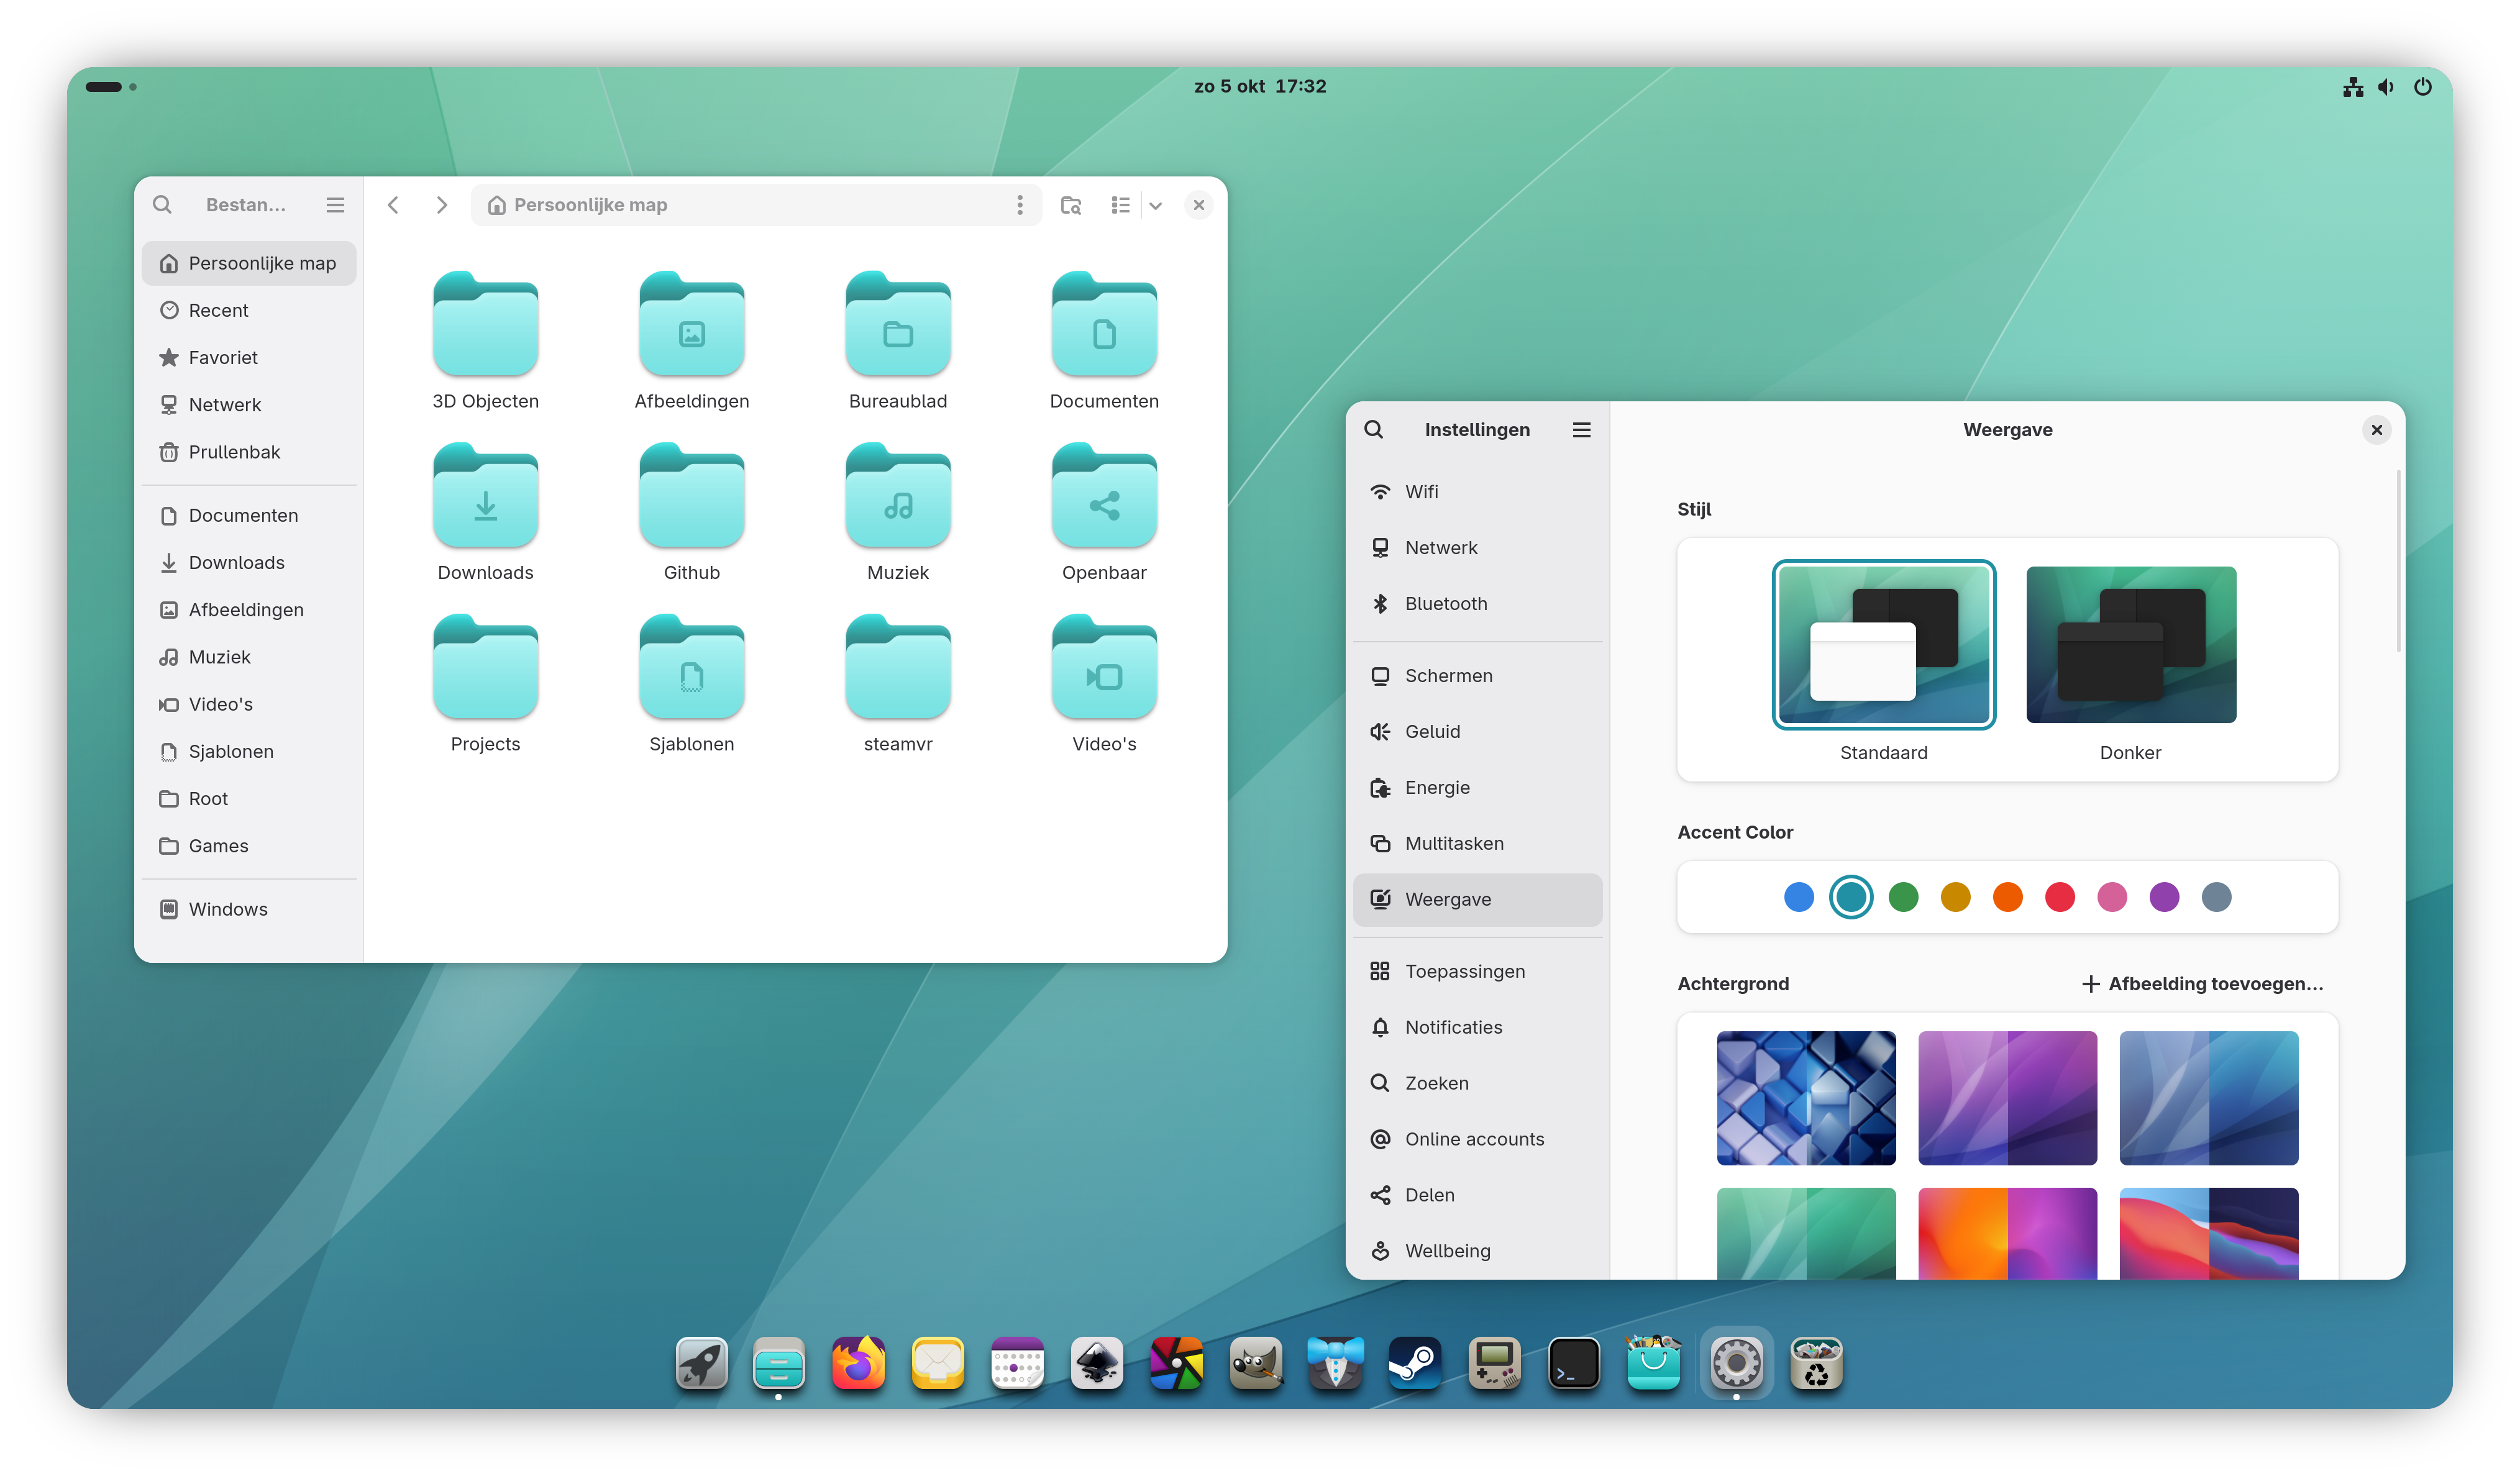 zo 5 okt 17:32
Bestan...
Persoonlijke map
Persoonlijke map
Recent
Favoriet
Netwerk
Prullenbak
Documenten
Downloads
Afbeeldingen
Muziek
Video's
Sjablonen
Root
Games
Windows
3D Objecten
Afbeeldingen
Bureaublad
Documenten
Downloads
Github
Muziek
Openbaar
Projects
Sjablonen
steamvr
Video's
Instellingen
Wifi
Netwerk
Bluetooth
Schermen
Geluid
Energie
Multitasken
Weergave
Toepassingen
Notificaties
Zoeken
Online accounts
Delen
Wellbeing
Weergave
Stijl
Standaard
Donker
Accent Color
Achtergrond
Afbeelding toevoegen...
>_